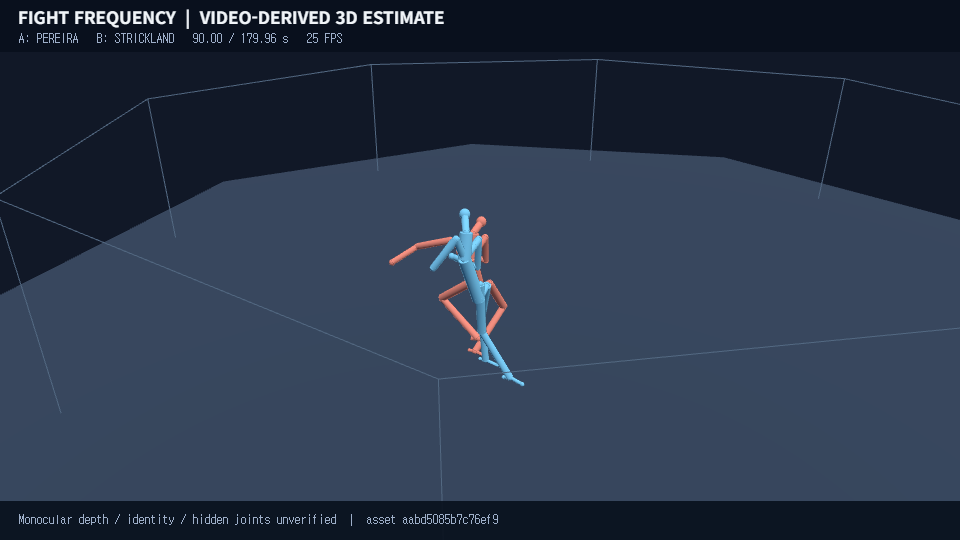 FIGHT FREQUENCY | VIDEO-DERIVED 3D ESTIMATE
A: PEREIRA B: STRICKLAND 90.00 / 179.96 s 25 FPS
Monocular depth / identity / hidden joints unverified | asset aabd5085b7c76ef9